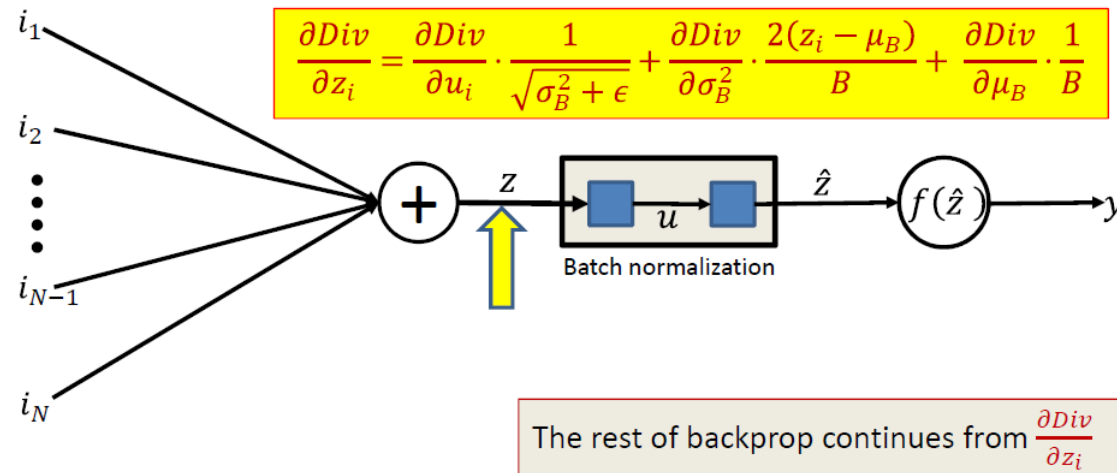 i_1
∂Div/∂z_i = ∂Div/∂u_i · 1/√(σ_B^2 + ϵ) + ∂Div/∂σ_B^2 · 2(z_i − μ_B)/B + ∂Div/∂μ_B · 1/B
i_2
+ z u ẑ f(ẑ) y
Batch normalization
i_{N−1}
i_N
The rest of backprop continues from ∂Div/∂z_i